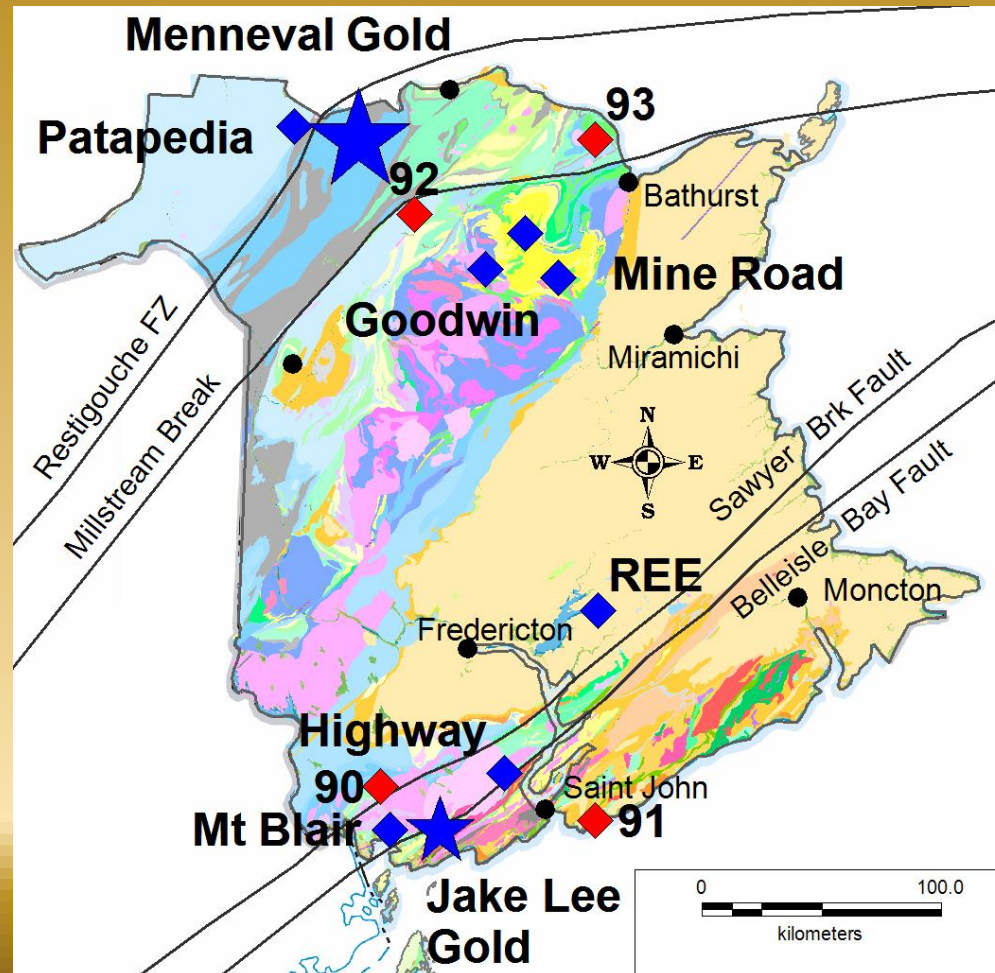 Menneval Gold
93
Patapedia
92
Bathurst
Mine Road
Goodwin
Miramichi
Restigouche FZ
Millstream Break
N
W E
S
Sawyer Brk Fault
Belleisle Bay Fault
REE
Moncton
Fredericton
Highway
90
Saint John
91
Mt Blair
Jake Lee
Gold
0 100.0
kilometers